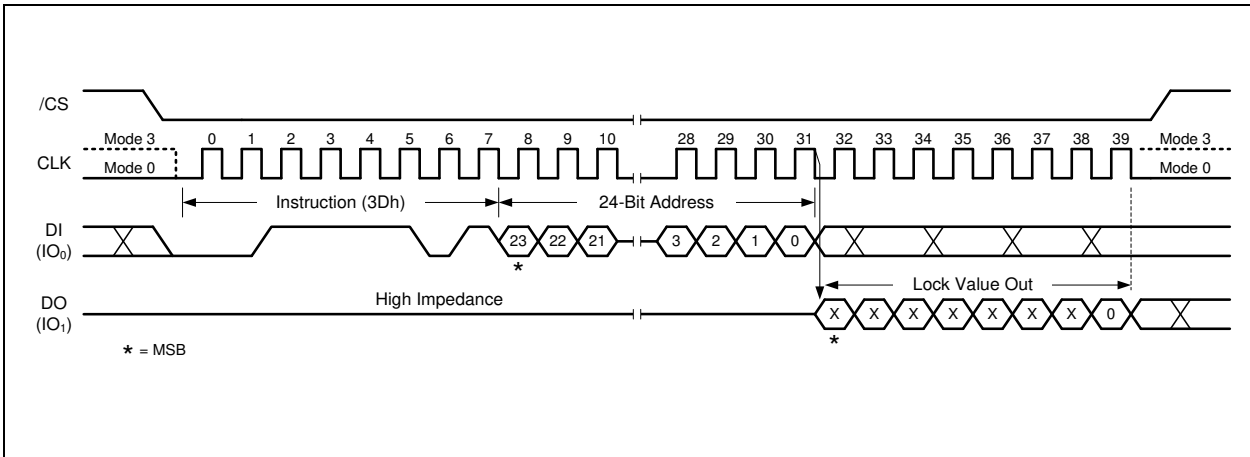 /CS
Mode 3 0 1 2 3 4 5 6 7 8 9 10 28 29 30 31 32 33 34 35 36 37 38 39 Mode 3
CLK
Mode 0 Mode 0
Instruction (3Dh) 24-Bit Address
DI
(IO₀)
23 22 21 3 2 1 0
*
Lock Value Out
High Impedance
DO
(IO₁)
X X X X X X X 0
*
* = MSB